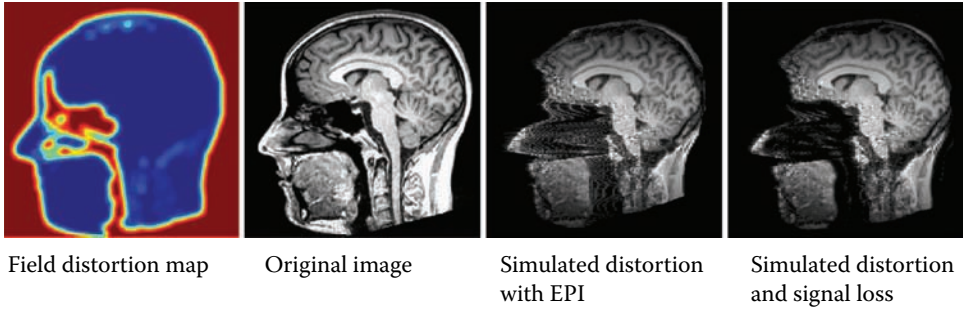 Field distortion map
Original image
Simulated distortion
with EPI
Simulated distortion
and signal loss